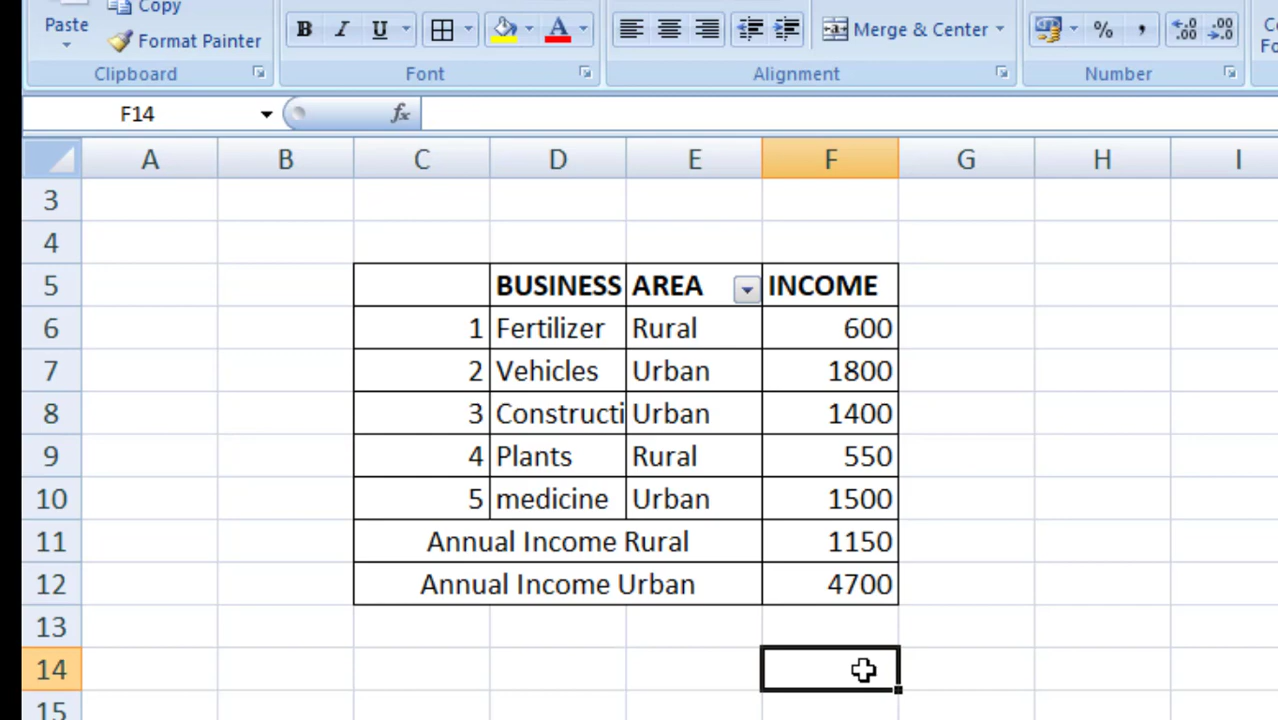 Copy
Paste
Format Painter
B I U A
Merge & Center
% ,
.00
.00
Clipboard Font Alignment Number
F14 fx
A B C D E F G H I
3
4
5 BUSINESS AREA INCOME
6 1 Fertilizer Rural 600
7 2 Vehicles Urban 1800
8 3 Constructi Urban 1400
9 4 Plants Rural 550
10 5 medicine Urban 1500
11 Annual Income Rural 1150
12 Annual Income Urban 4700
13
14
15